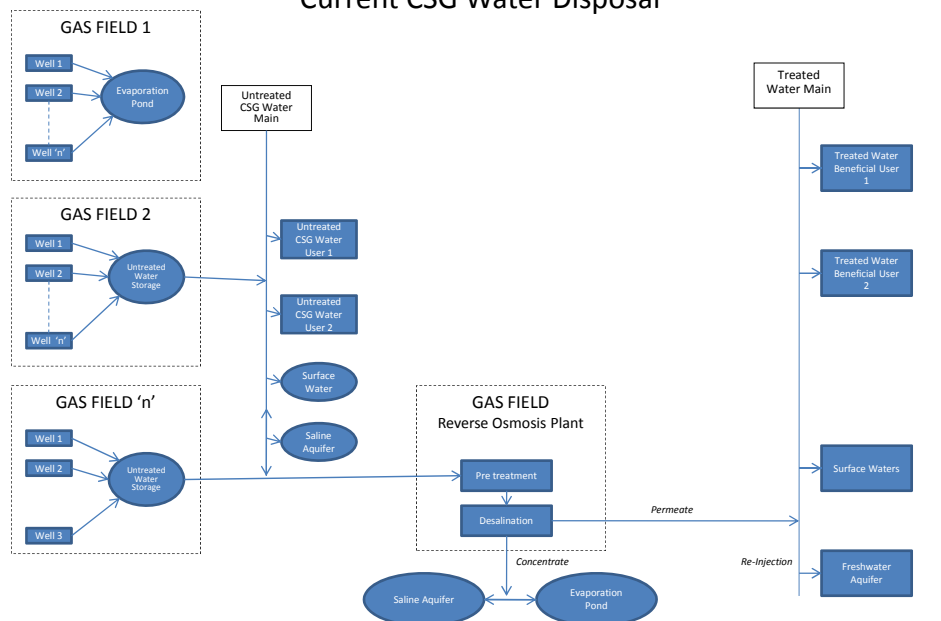 Current CSG Water Disposal
GAS FIELD 1
Well 1
Well 2
Well 'n'
Evaporation
Pond
GAS FIELD 2
Well 1
Well 2
Well 'n'
Untreated
Water
Storage
GAS FIELD 'n'
Well 1
Well 2
Well 3
Untreated
Water
Storage
Untreated
CSG Water
Main
Untreated
CSG Water
User 1
Untreated
CSG Water
User 2
Surface
Water
Saline
Aquifer
GAS FIELD
Reverse Osmosis Plant
Pre treatment
Desalination
Permeate
Concentrate
Saline Aquifer
Evaporation
Pond
Treated
Water Main
Treated Water
Beneficial User
1
Treated Water
Beneficial User
2
Surface Waters
Re-Injection
Freshwater
Aquifer